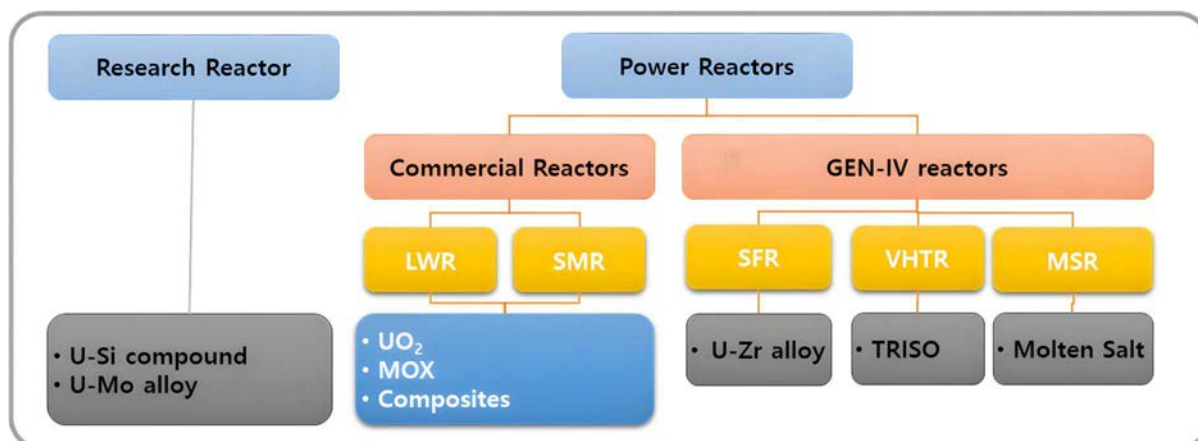 Research Reactor
Power Reactors
Commercial Reactors
GEN-IV reactors
LWR
SMR
SFR
VHTR
MSR
• U-Si compound
• U-Mo alloy
• UO₂
• MOX
• Composites
• U-Zr alloy
• TRISO
• Molten Salt